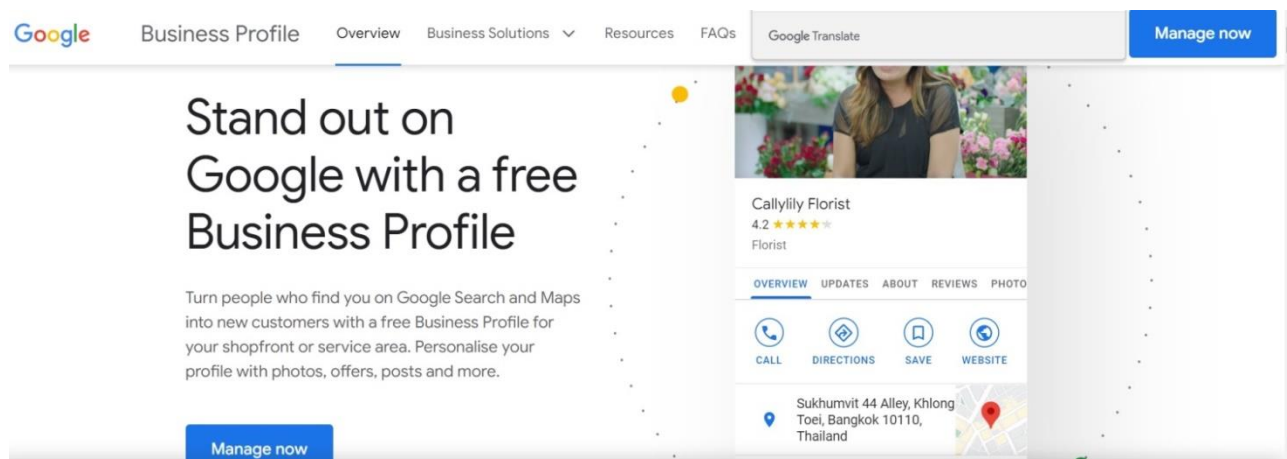 Google Business Profile Overview Business Solutions Resources FAQs Google Translate Manage now
Stand out on
Google with a free
Business Profile
Turn people who find you on Google Search and Maps
into new customers with a free Business Profile for
your shopfront or service area. Personalise your
profile with photos, offers, posts and more.
Manage now
Callylily Florist
4.2
Florist
OVERVIEW UPDATES ABOUT REVIEWS PHOTO
CALL DIRECTIONS SAVE WEBSITE
Sukhumvit 44 Alley, Khlong
Toei, Bangkok 10110,
Thailand